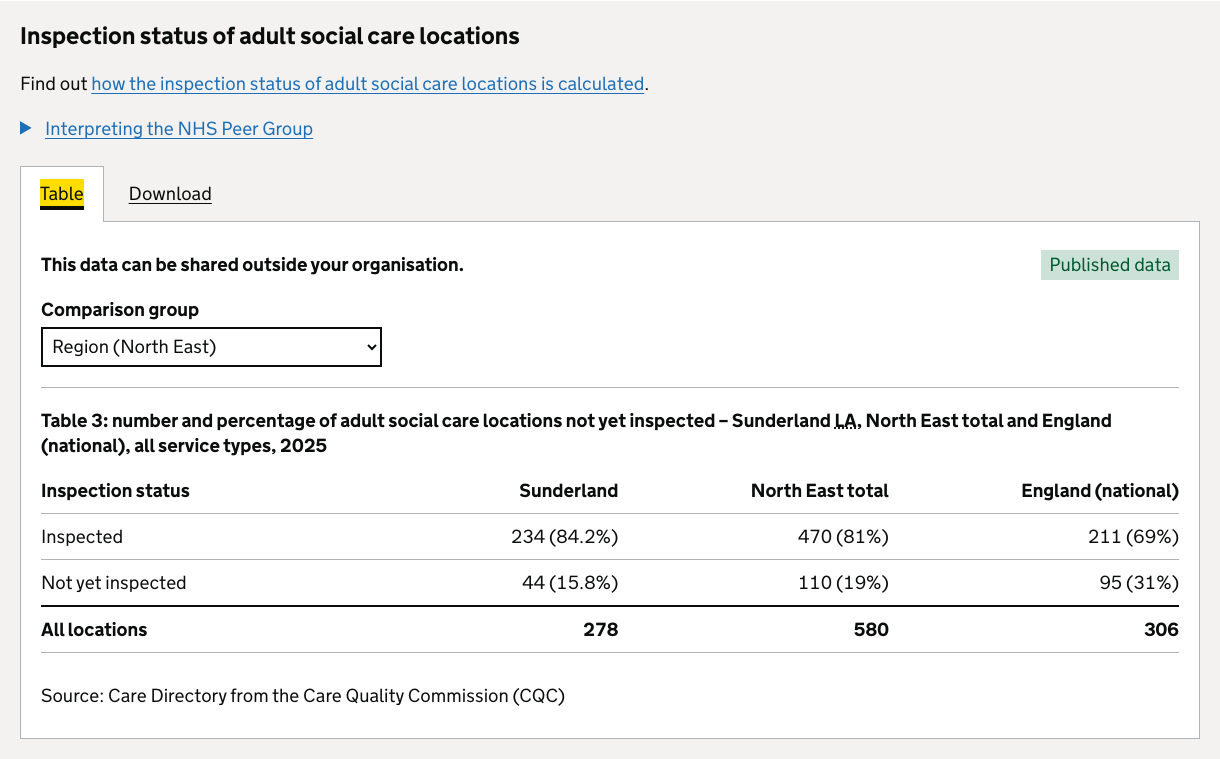 Inspection status of adult social care locations
Find out how the inspection status of adult social care locations is calculated.
Interpreting the NHS Peer Group
Table Download
This data can be shared outside your organisation. Published data
Comparison group
Region (North East)
Table 3: number and percentage of adult social care locations not yet inspected – Sunderland LA, North East total and England
(national), all service types, 2025
Inspection status Sunderland North East total England (national)
Inspected 234 (84.2%) 470 (81%) 211 (69%)
Not yet inspected 44 (15.8%) 110 (19%) 95 (31%)
All locations 278 580 306
Source: Care Directory from the Care Quality Commission (CQC)